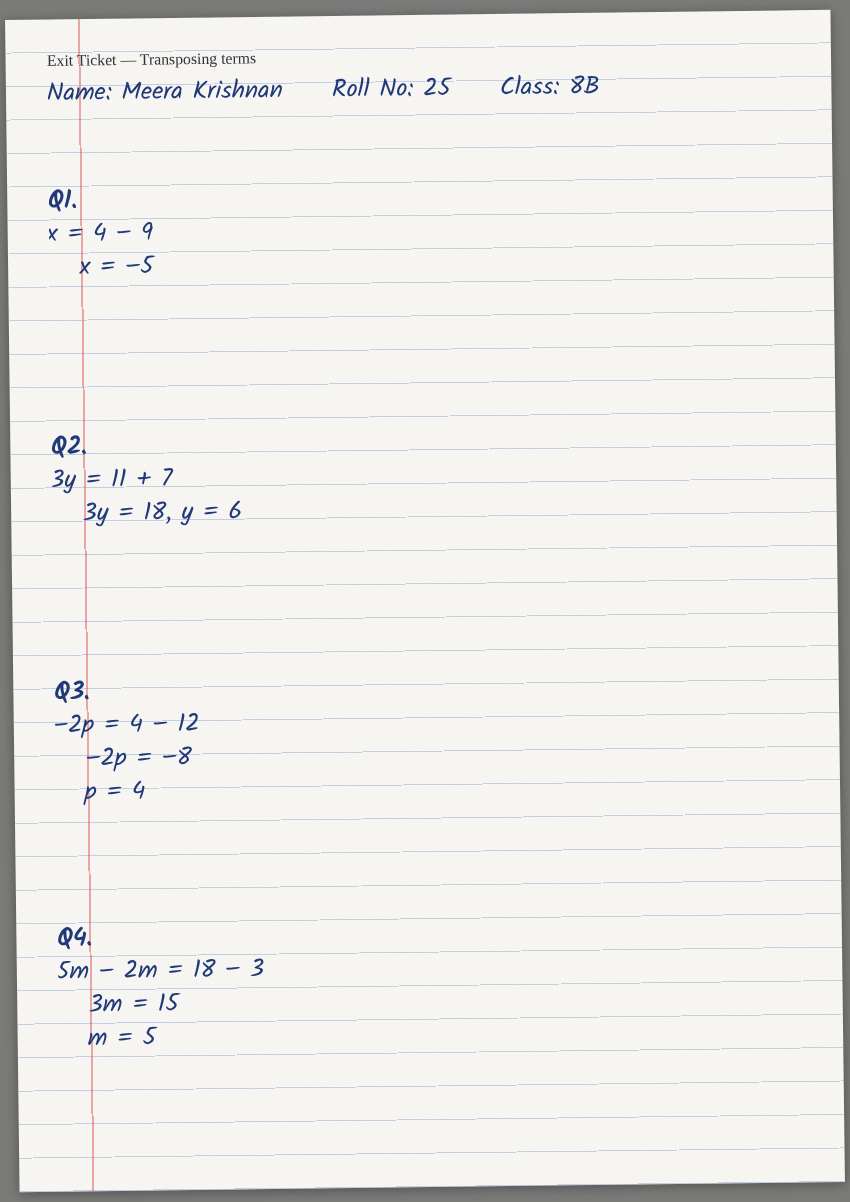 Exit Ticket — Transposing terms
Name: Meera Krishnan Roll No: 25 Class: 8B
Q1.
x = 4 − 9
x = −5
Q2.
3y = 11 + 7
3y = 18, y = 6
Q3.
−2p = 4 − 12
−2p = −8
p = 4
Q4.
5m − 2m = 18 − 3
3m = 15
m = 5